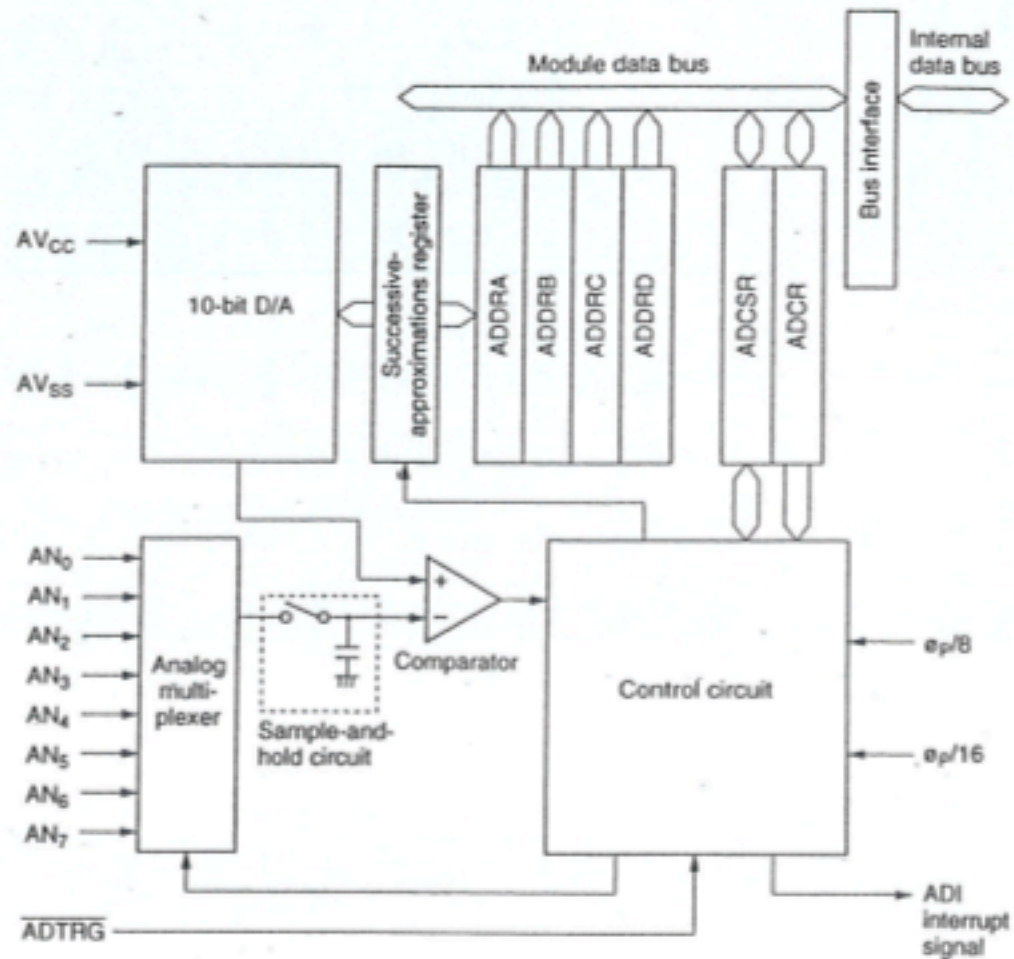 Module data bus
Internal
data bus
Bus interface
AVCC
AVSS
10-bit D/A
Successive-
approximations register
ADDRA
ADDRB
ADDRC
ADDRD
ADCSR
ADCR
AN0
AN1
AN2
AN3
AN4
AN5
AN6
AN7
Analog
multi-
plexer
+
−
Comparator
Sample-and-
hold circuit
Control circuit
øP/8
øP/16
ADTRG
ADI
interrupt
signal